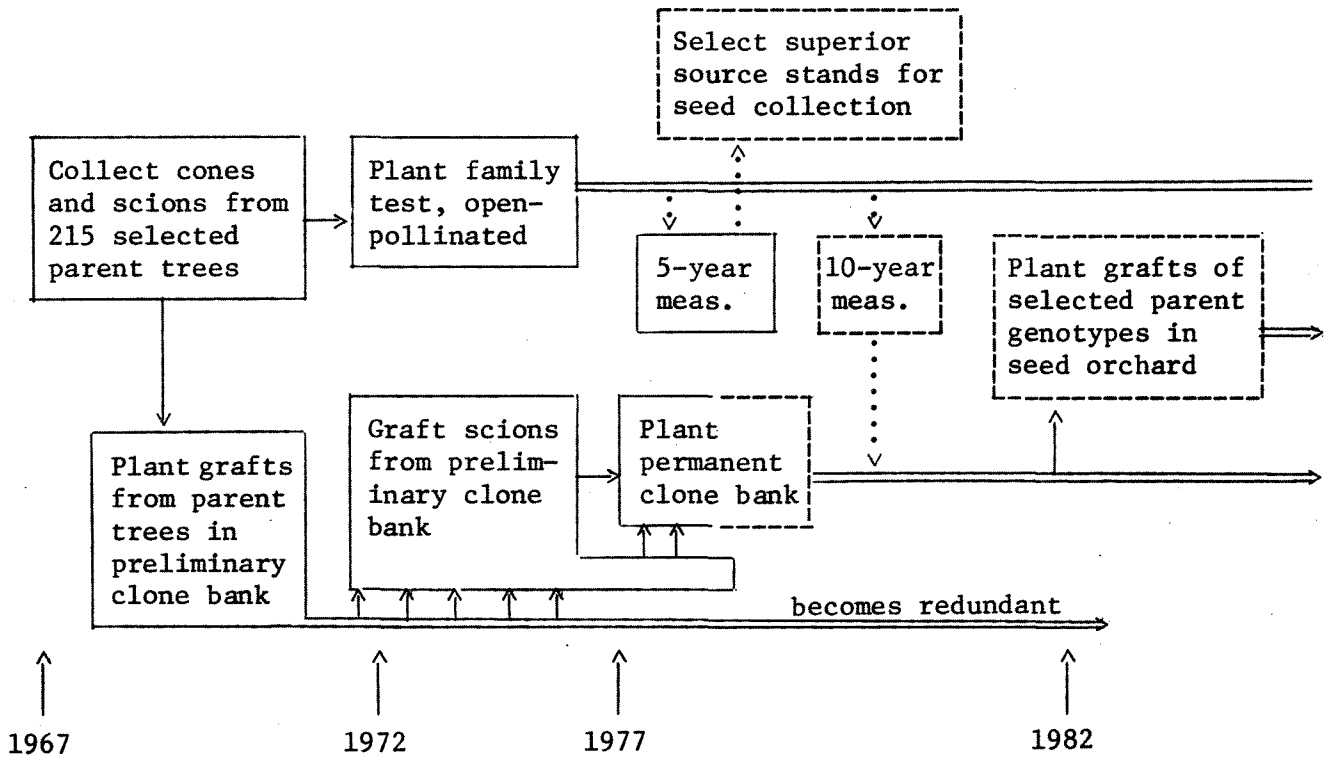 Select superior
source stands for
seed collection
Collect cones
and scions from
215 selected
parent trees
Plant family
test, open-
pollinated
5-year
meas.
10-year
meas.
Plant grafts of
selected parent
genotypes in
seed orchard
Plant grafts
from parent
trees in
preliminary
clone bank
Graft scions
from prelim-
inary clone
bank
Plant
permanent
clone bank
becomes redundant
1967
1972
1977
1982